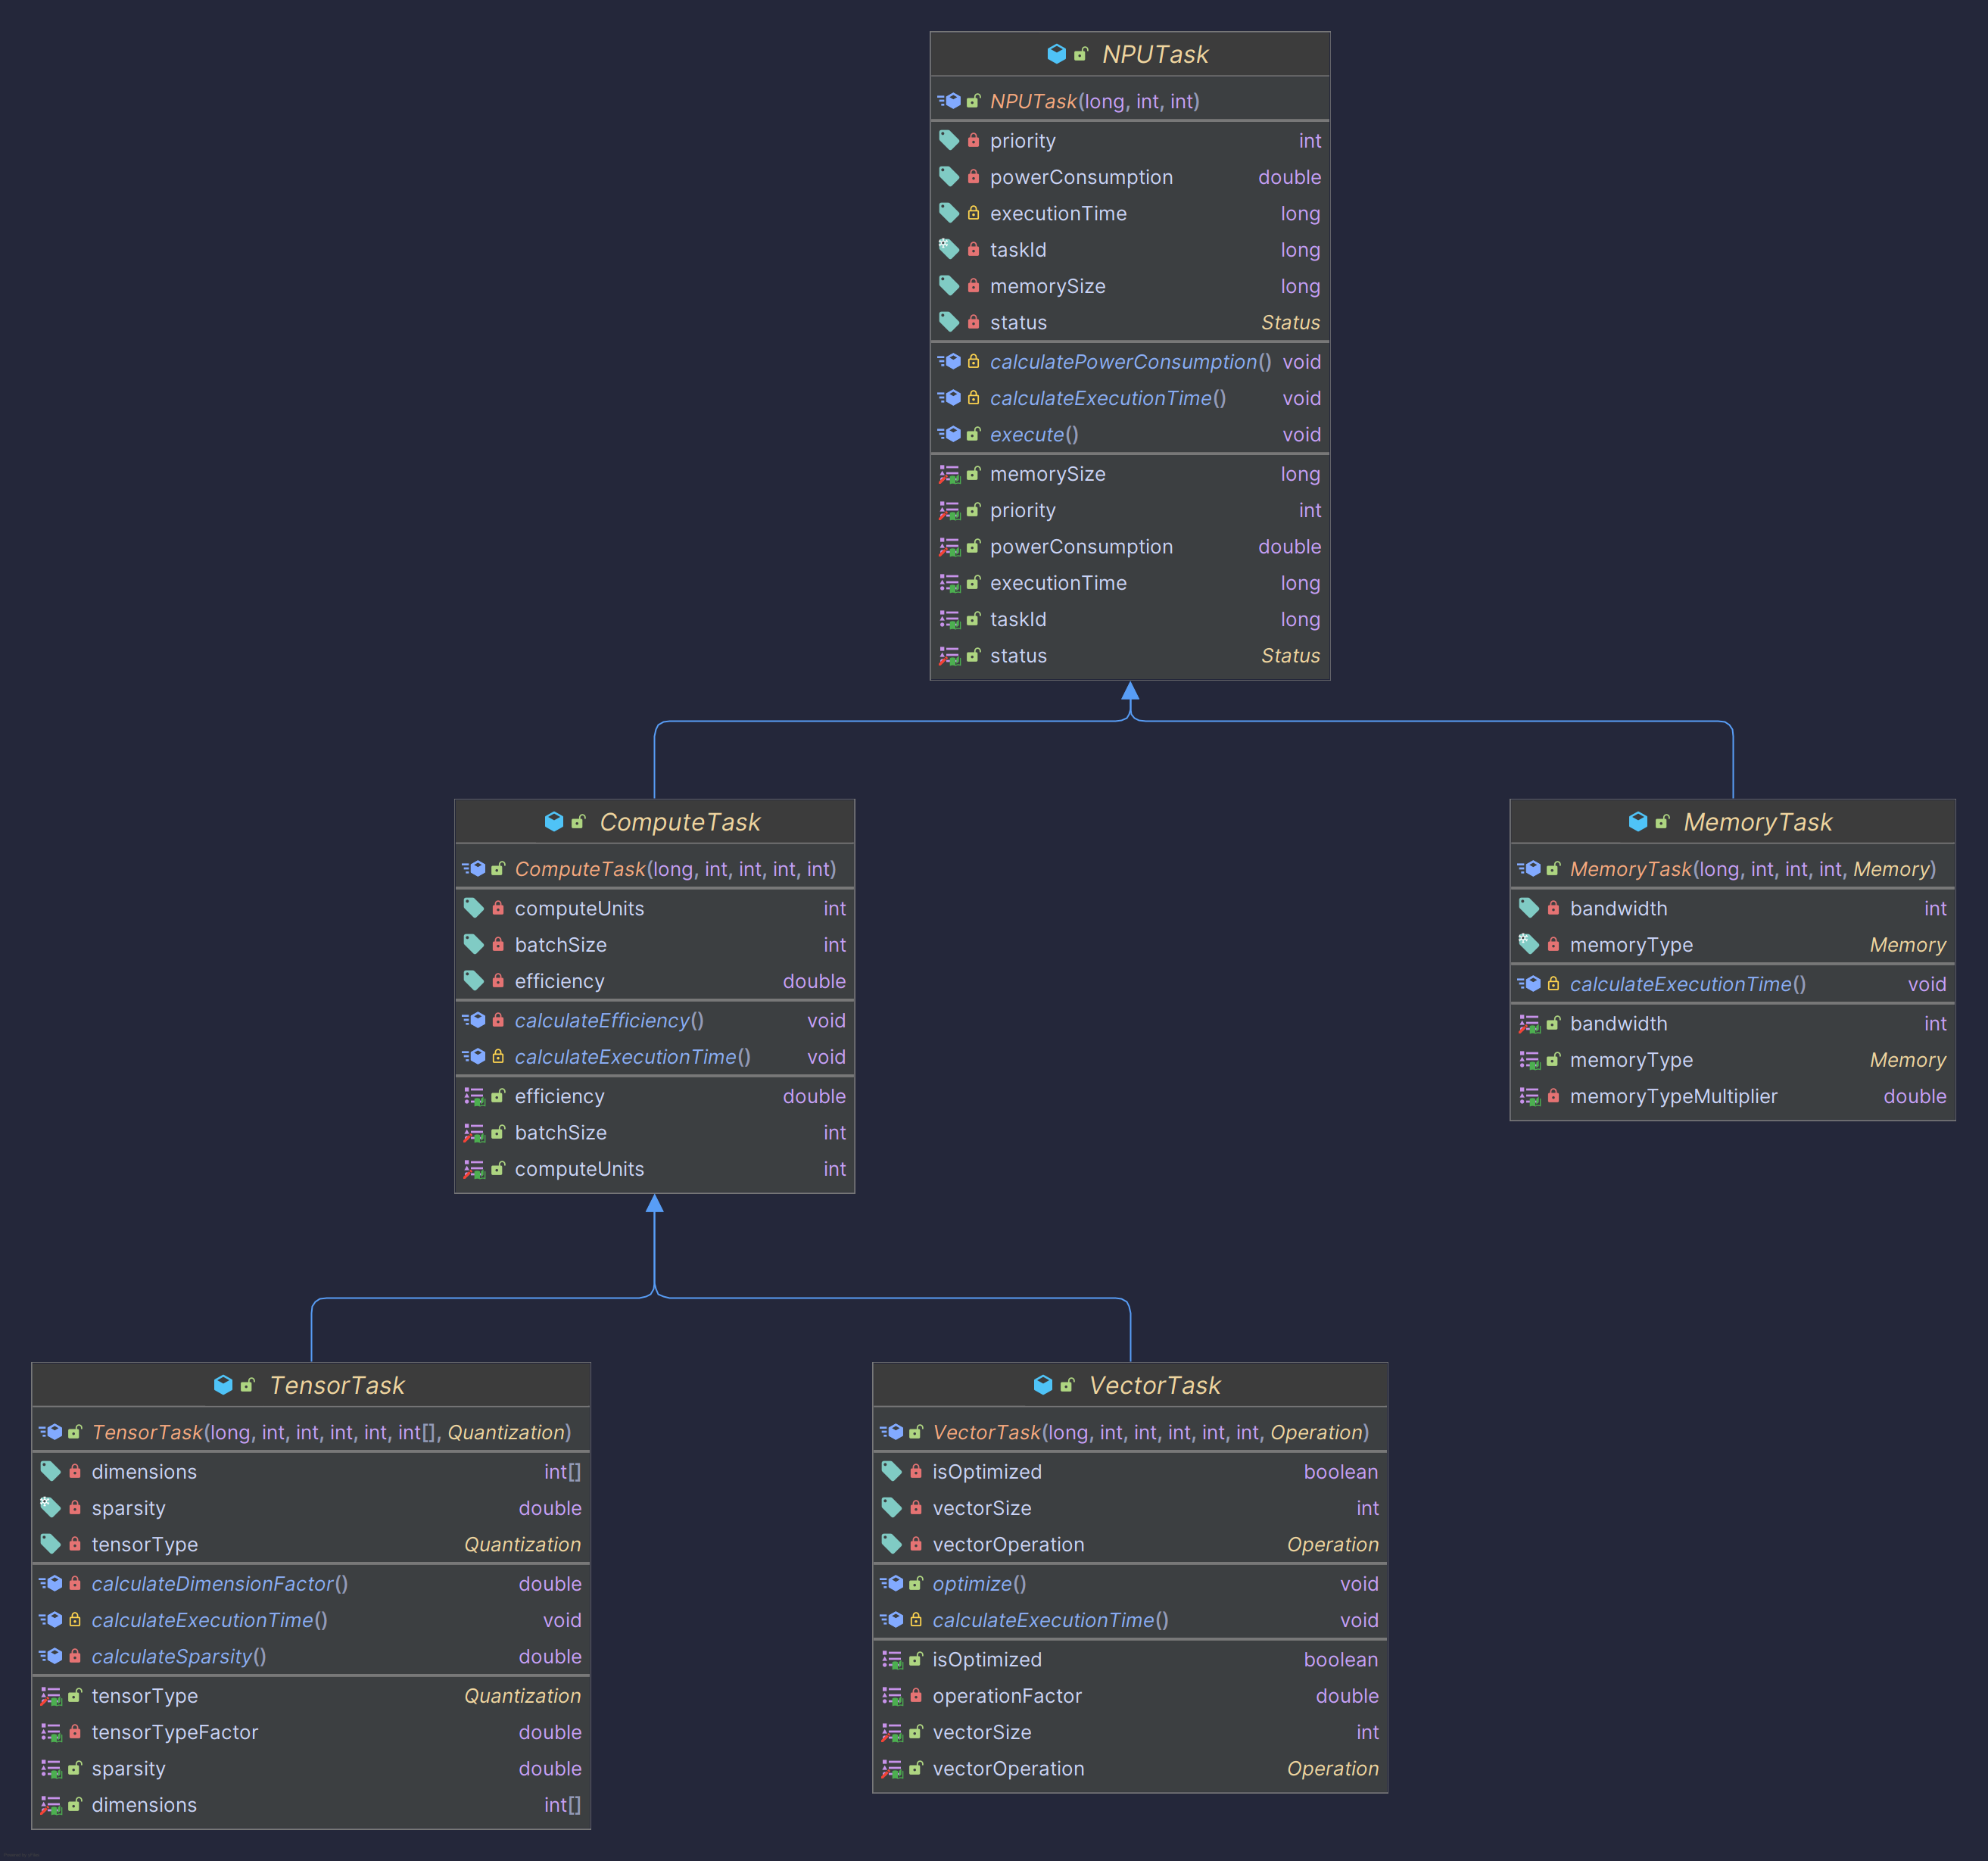 NPUTask
NPUTask(long, int, int)
priority int
powerConsumption double
executionTime long
taskId long
memorySize long
status Status
calculatePowerConsumption() void
calculateExecutionTime() void
execute() void
memorySize long
priority int
powerConsumption double
executionTime long
taskId long
status Status
ComputeTask
ComputeTask(long, int, int, int, int)
computeUnits int
batchSize int
efficiency double
calculateEfficiency() void
calculateExecutionTime() void
efficiency double
batchSize int
computeUnits int
MemoryTask
MemoryTask(long, int, int, int, Memory)
bandwidth int
memoryType Memory
calculateExecutionTime() void
bandwidth int
memoryType Memory
memoryTypeMultiplier double
TensorTask
TensorTask(long, int, int, int, int, int[], Quantization)
dimensions int[]
sparsity double
tensorType Quantization
calculateDimensionFactor() double
calculateExecutionTime() void
calculateSparsity() double
tensorType Quantization
tensorTypeFactor double
sparsity double
dimensions int[]
VectorTask
VectorTask(long, int, int, int, int, int, Operation)
isOptimized boolean
vectorSize int
vectorOperation Operation
optimize() void
calculateExecutionTime() void
isOptimized boolean
operationFactor double
vectorSize int
vectorOperation Operation